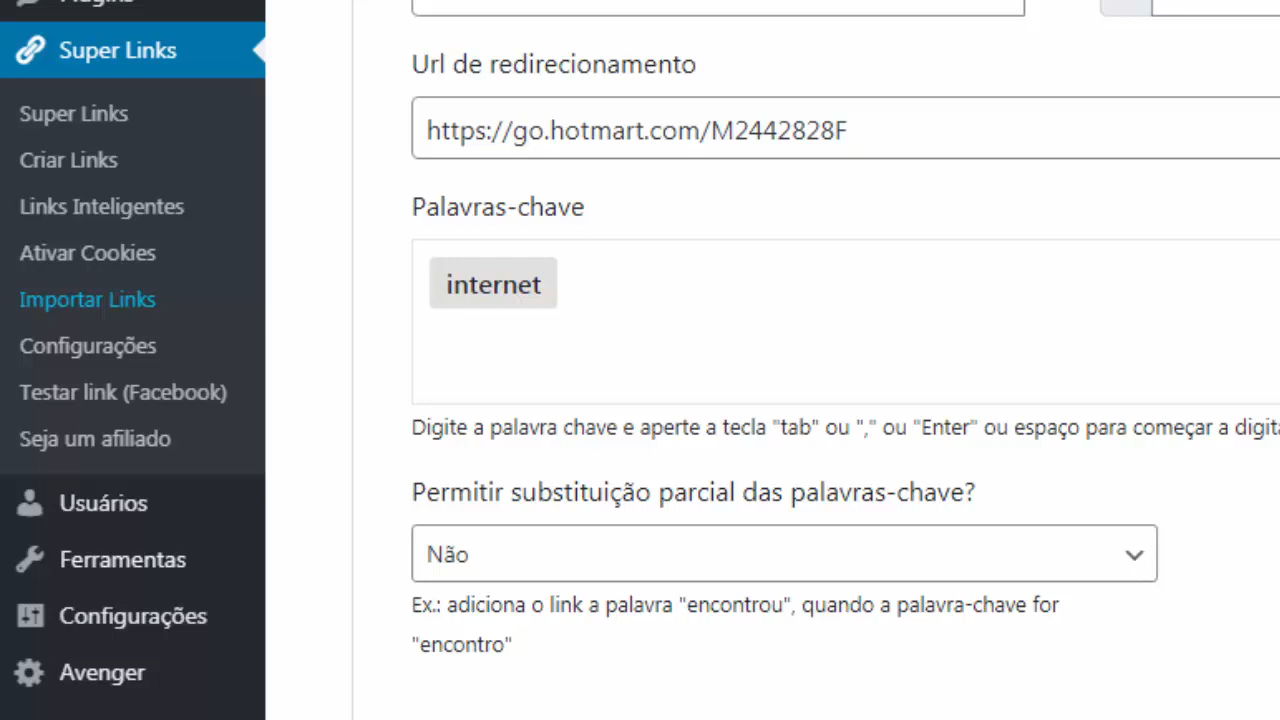 Plugins
Super Links
Super Links
Criar Links
Links Inteligentes
Ativar Cookies
Importar Links
Configurações
Testar link (Facebook)
Seja um afiliado
Usuários
Ferramentas
Configurações
Avenger
Url de redirecionamento
https://go.hotmart.com/M2442828F
Palavras-chave
internet
Digite a palavra chave e aperte a tecla "tab" ou "," ou "Enter" ou espaço para começar a digit
Permitir substituição parcial das palavras-chave?
Não
Ex.: adiciona o link a palavra "encontrou", quando a palavra-chave for
"encontro"